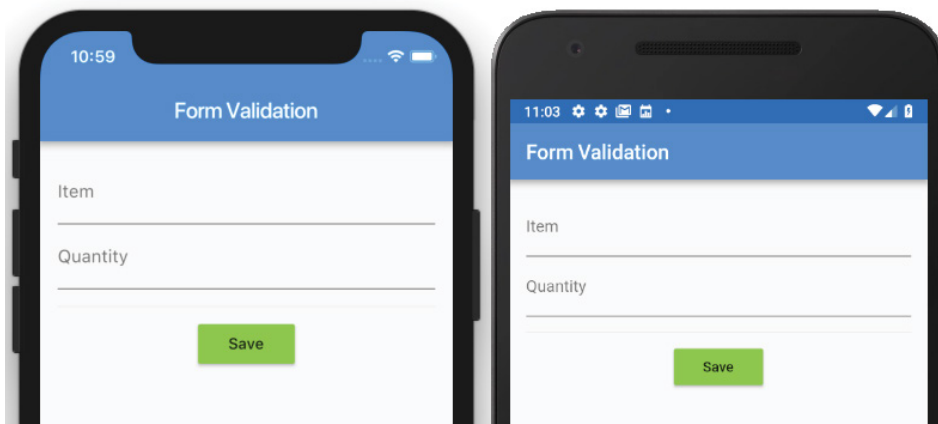 10:59
Form Validation
Item
Quantity
Save
11:03
Form Validation
Item
Quantity
Save